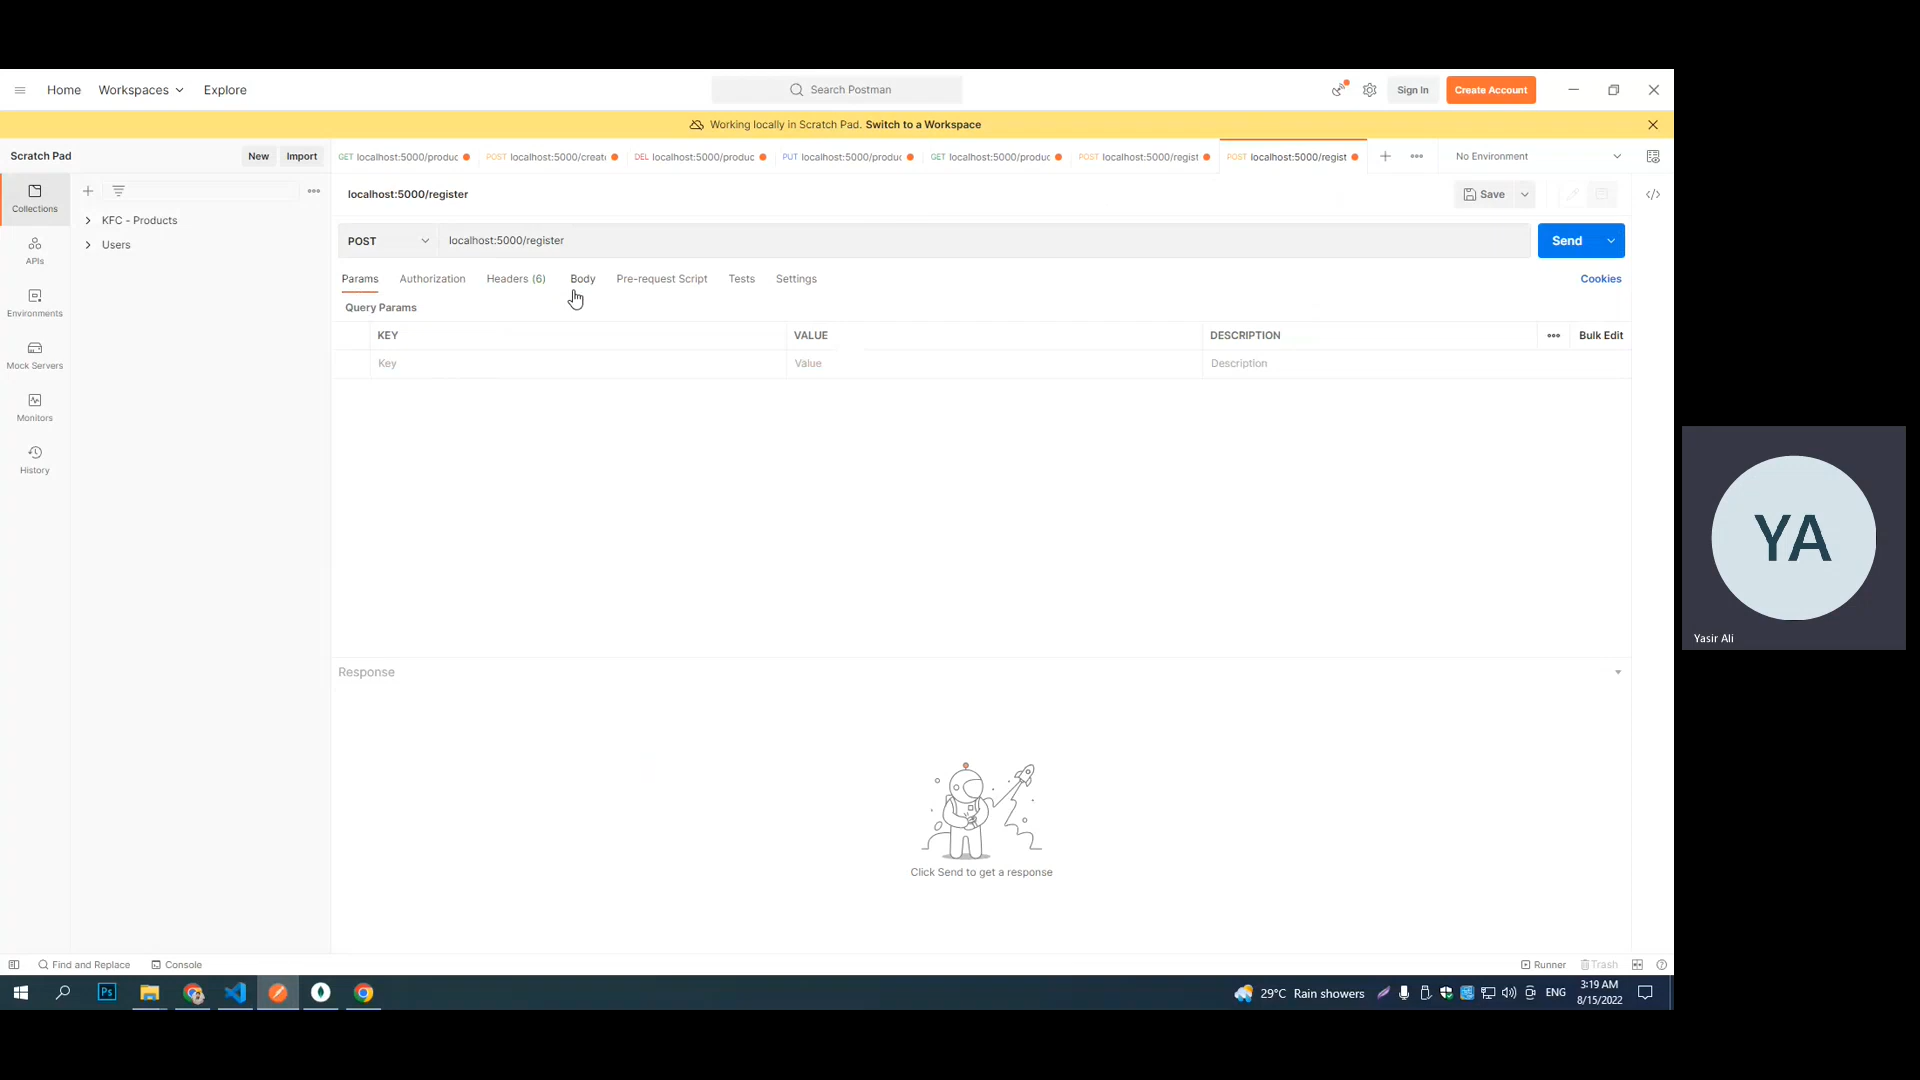 Home Workspaces Explore
Search Postman
Sign In Create Account
Working locally in Scratch Pad. Switch to a Workspace
Scratch Pad New Import
GET localhost:5000/produc POST localhost:5000/create DEL localhost:5000/produc PUT localhost:5000/produc GET localhost:5000/produc POST localhost:5000/regist POST localhost:5000/regist No Environment
localhost:5000/register Save
Collections
KFC - Products
Users
APIs
Environments
Mock Servers
Monitors
History
POST localhost:5000/register Send
Params Authorization Headers (6) Body Pre-request Script Tests Settings Cookies
Query Params
KEY VALUE DESCRIPTION Bulk Edit
Key Value Description
Response
Click Send to get a response
YA
Yasir Ali
Find and Replace Console Runner Trash
Ps
29°C Rain showers ENG
3:19 AM
8/15/2022